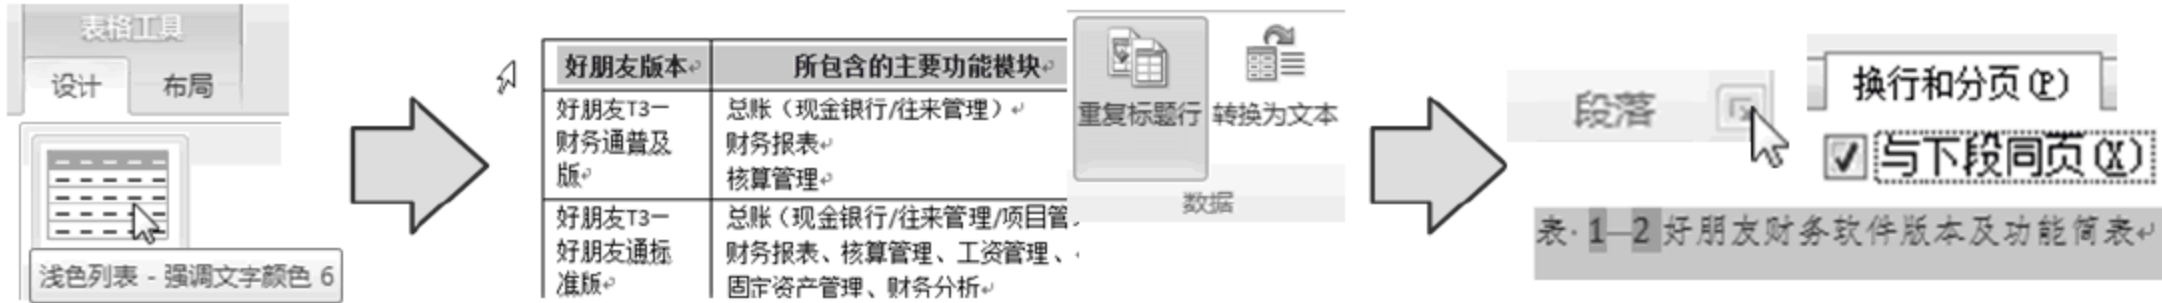 表格工具
设计 布局
浅色列表 - 强调文字颜色 6
好朋友版本 所包含的主要功能模块
好朋友T3一
财务通普及
版
总账（现金银行/往来管理）
财务报表
核算管理
好朋友T3一
好朋友通标
准版
总账（现金银行/往来管理/项目管
财务报表、核算管理、工资管理、
固定资产管理、财务分析
重复标题行 转换为文本
数据
段落
换行和分页(P)
与下段同页(X)
表 1—2 好朋友财务软件版本及功能简表